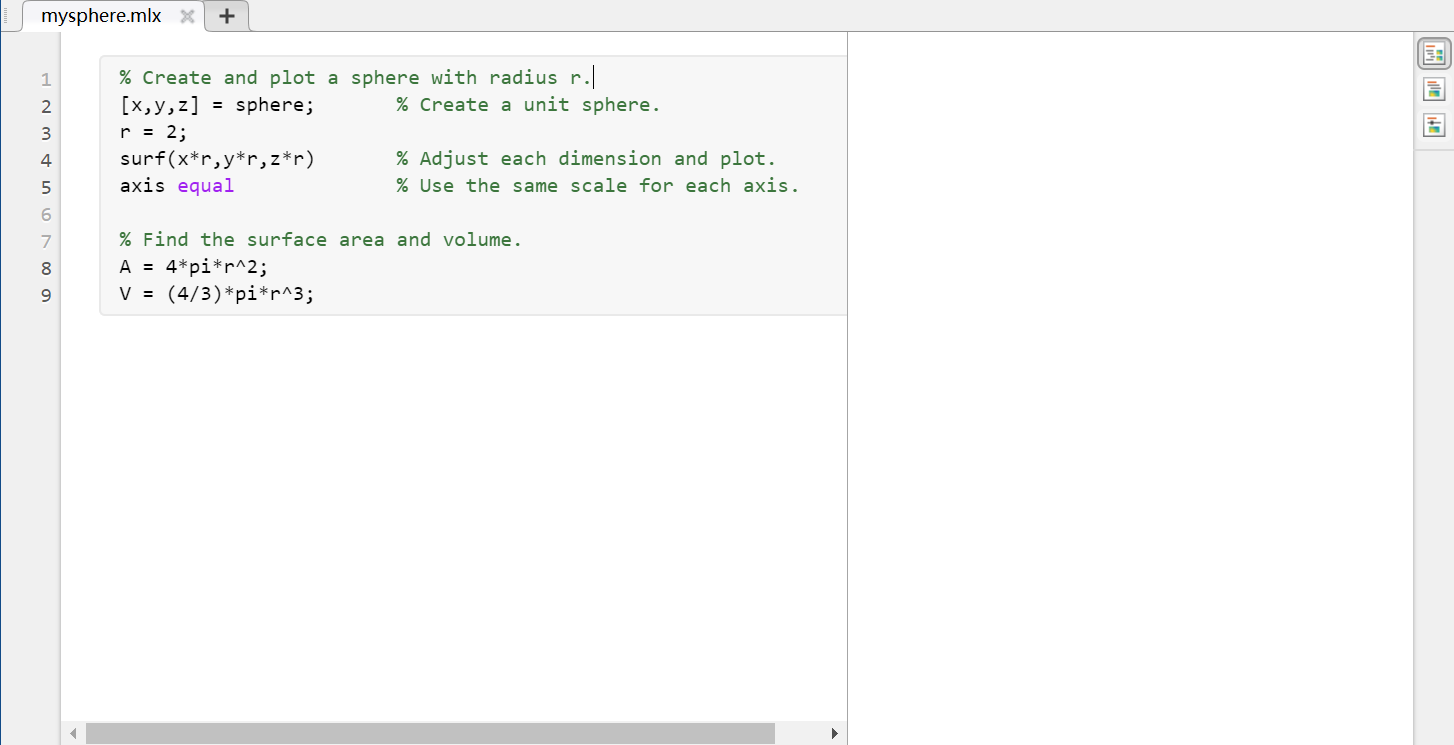 mysphere.mlx
1 % Create and plot a sphere with radius r.
2 [x,y,z] = sphere;       % Create a unit sphere.
3 r = 2;
4 surf(x*r,y*r,z*r)       % Adjust each dimension and plot.
5 axis equal              % Use the same scale for each axis.
6
7 % Find the surface area and volume.
8 A = 4*pi*r^2;
9 V = (4/3)*pi*r^3;